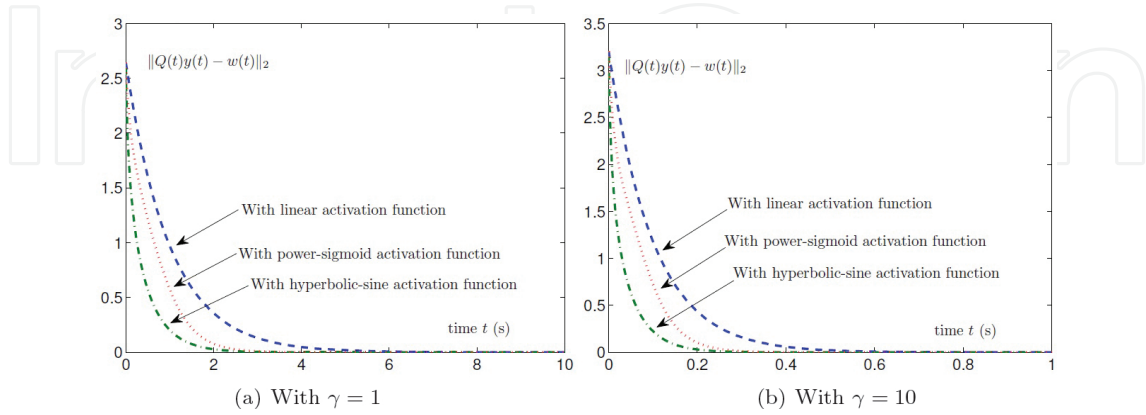 3
2.5
2
1.5
1
0.5
0
0
2
4
6
8
10
‖Q(t)y(t) − w(t)‖₂
With linear activation function
With power-sigmoid activation function
With hyperbolic-sine activation function
time t (s)
(a) With γ = 1
3.5
3
2.5
2
1.5
1
0.5
0
0
0.2
0.4
0.6
0.8
1
‖Q(t)y(t) − w(t)‖₂
With linear activation function
With power-sigmoid activation function
With hyperbolic-sine activation function
time t (s)
(b) With γ = 10